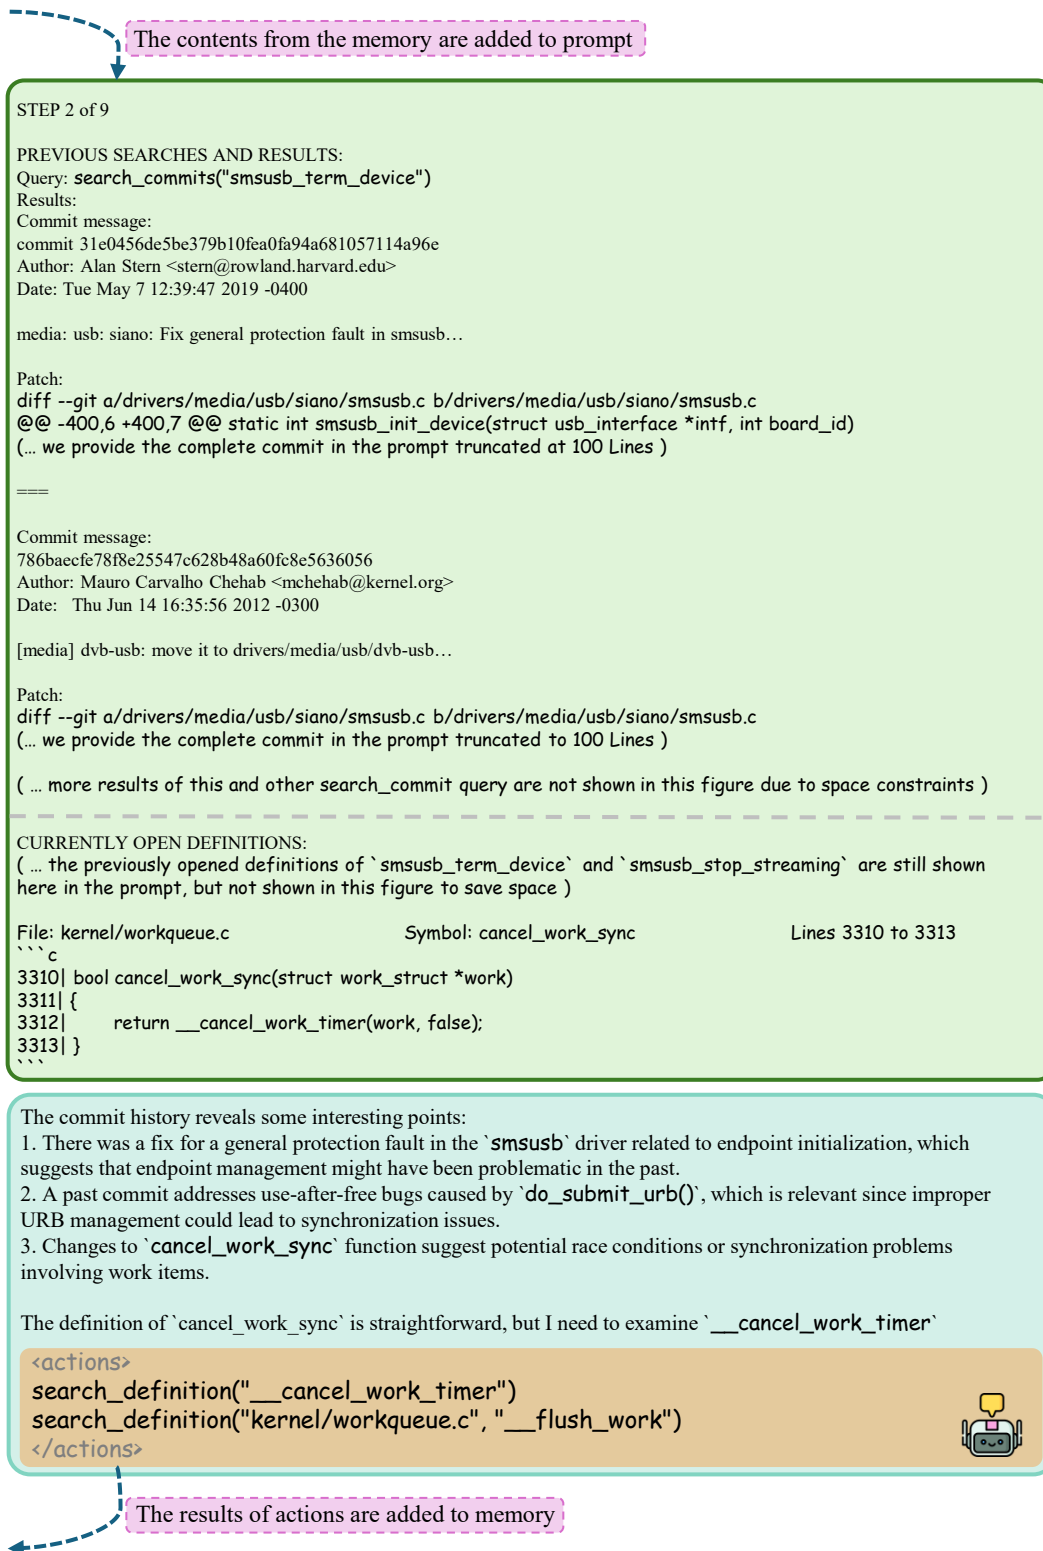 The contents from the memory are added to prompt
STEP 2 of 9
PREVIOUS SEARCHES AND RESULTS:
Query: search_commits("smsusb_term_device")
Results:
Commit message:
commit 31e0456de5be379b10fea0fa94a681057114a96e
Author: Alan Stern <stern@rowland.harvard.edu>
Date: Tue May 7 12:39:47 2019 -0400
media: usb: siano: Fix general protection fault in smsusb…
Patch:
diff --git a/drivers/media/usb/siano/smsusb.c b/drivers/media/usb/siano/smsusb.c
@@ -400,6 +400,7 @@ static int smsusb_init_device(struct usb_interface *intf, int board_id)
(… we provide the complete commit in the prompt truncated at 100 Lines )
===
Commit message:
786baecfe78f8e25547c628b48a60fc8e5636056
Author: Mauro Carvalho Chehab <mchehab@kernel.org>
Date:   Thu Jun 14 16:35:56 2012 -0300
[media] dvb-usb: move it to drivers/media/usb/dvb-usb…
Patch:
diff --git a/drivers/media/usb/siano/smsusb.c b/drivers/media/usb/siano/smsusb.c
(… we provide the complete commit in the prompt truncated to 100 Lines )
( … more results of this and other search_commit query are not shown in this figure due to space constraints )
CURRENTLY OPEN DEFINITIONS:
( … the previously opened definitions of `smsusb_term_device` and `smsusb_stop_streaming` are still shown
here in the prompt, but not shown in this figure to save space )
File: kernel/workqueue.c Symbol: cancel_work_sync Lines 3310 to 3313
```c
3310| bool cancel_work_sync(struct work_struct *work)
3311| {
3312|      return __cancel_work_timer(work, false);
3313| }
```
The commit history reveals some interesting points:
1. There was a fix for a general protection fault in the `smsusb` driver related to endpoint initialization, which
suggests that endpoint management might have been problematic in the past.
2. A past commit addresses use-after-free bugs caused by `do_submit_urb()`, which is relevant since improper
URB management could lead to synchronization issues.
3. Changes to `cancel_work_sync` function suggest potential race conditions or synchronization problems
involving work items.
The definition of `cancel_work_sync` is straightforward, but I need to examine `__cancel_work_timer`
<actions>
search_definition("__cancel_work_timer")
search_definition("kernel/workqueue.c", "__flush_work")
</actions>
The results of actions are added to memory